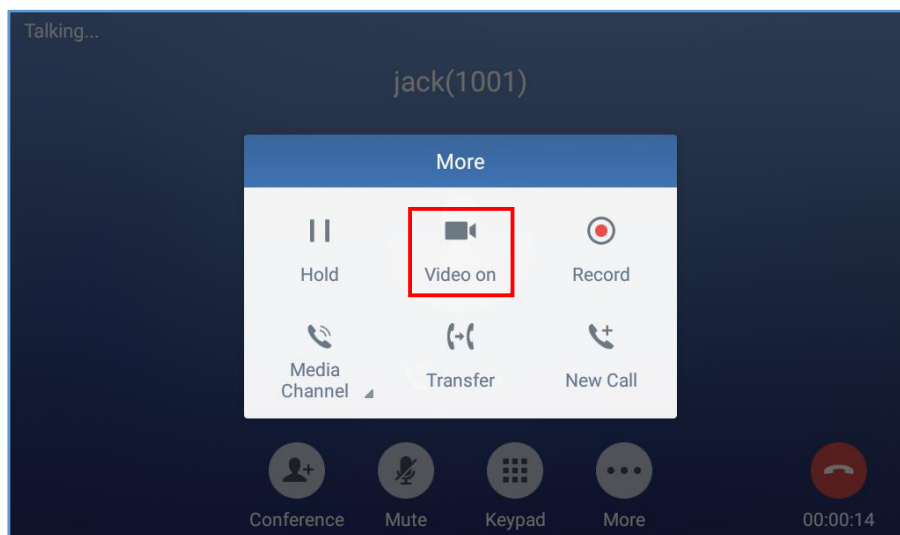 Talking...
jack(1001)
More
Hold
Video on
Record
Media
Channel
Transfer
New Call
Conference
Mute
Keypad
More
00:00:14